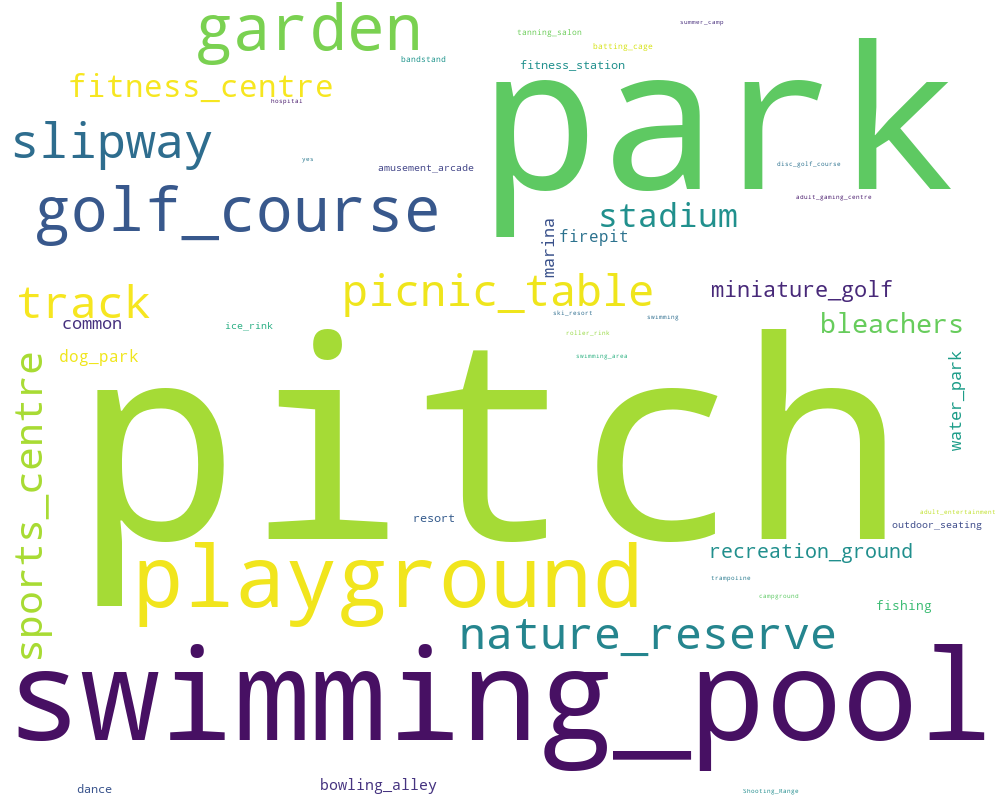 summer_camp
garden
tanning_salon
batting_cage
park
bandstand
fitness_station
fitness_centre
hospital
slipway
yes
amusement_arcade
disc_golf_course
golf_course
adult_gaming_centre
stadium
firepit
marina
track
picnic_table
miniature_golf
common
ice_rink
ski_resort
swimming
bleachers
roller_rink
dog_park
swimming_area
water_park
sports_centre
pitch
resort
adult_entertainment
outdoor_seating
playground
recreation_ground
trampoline
campground
fishing
nature_reserve
swimming_pool
dance
bowling_alley
Shooting_Range